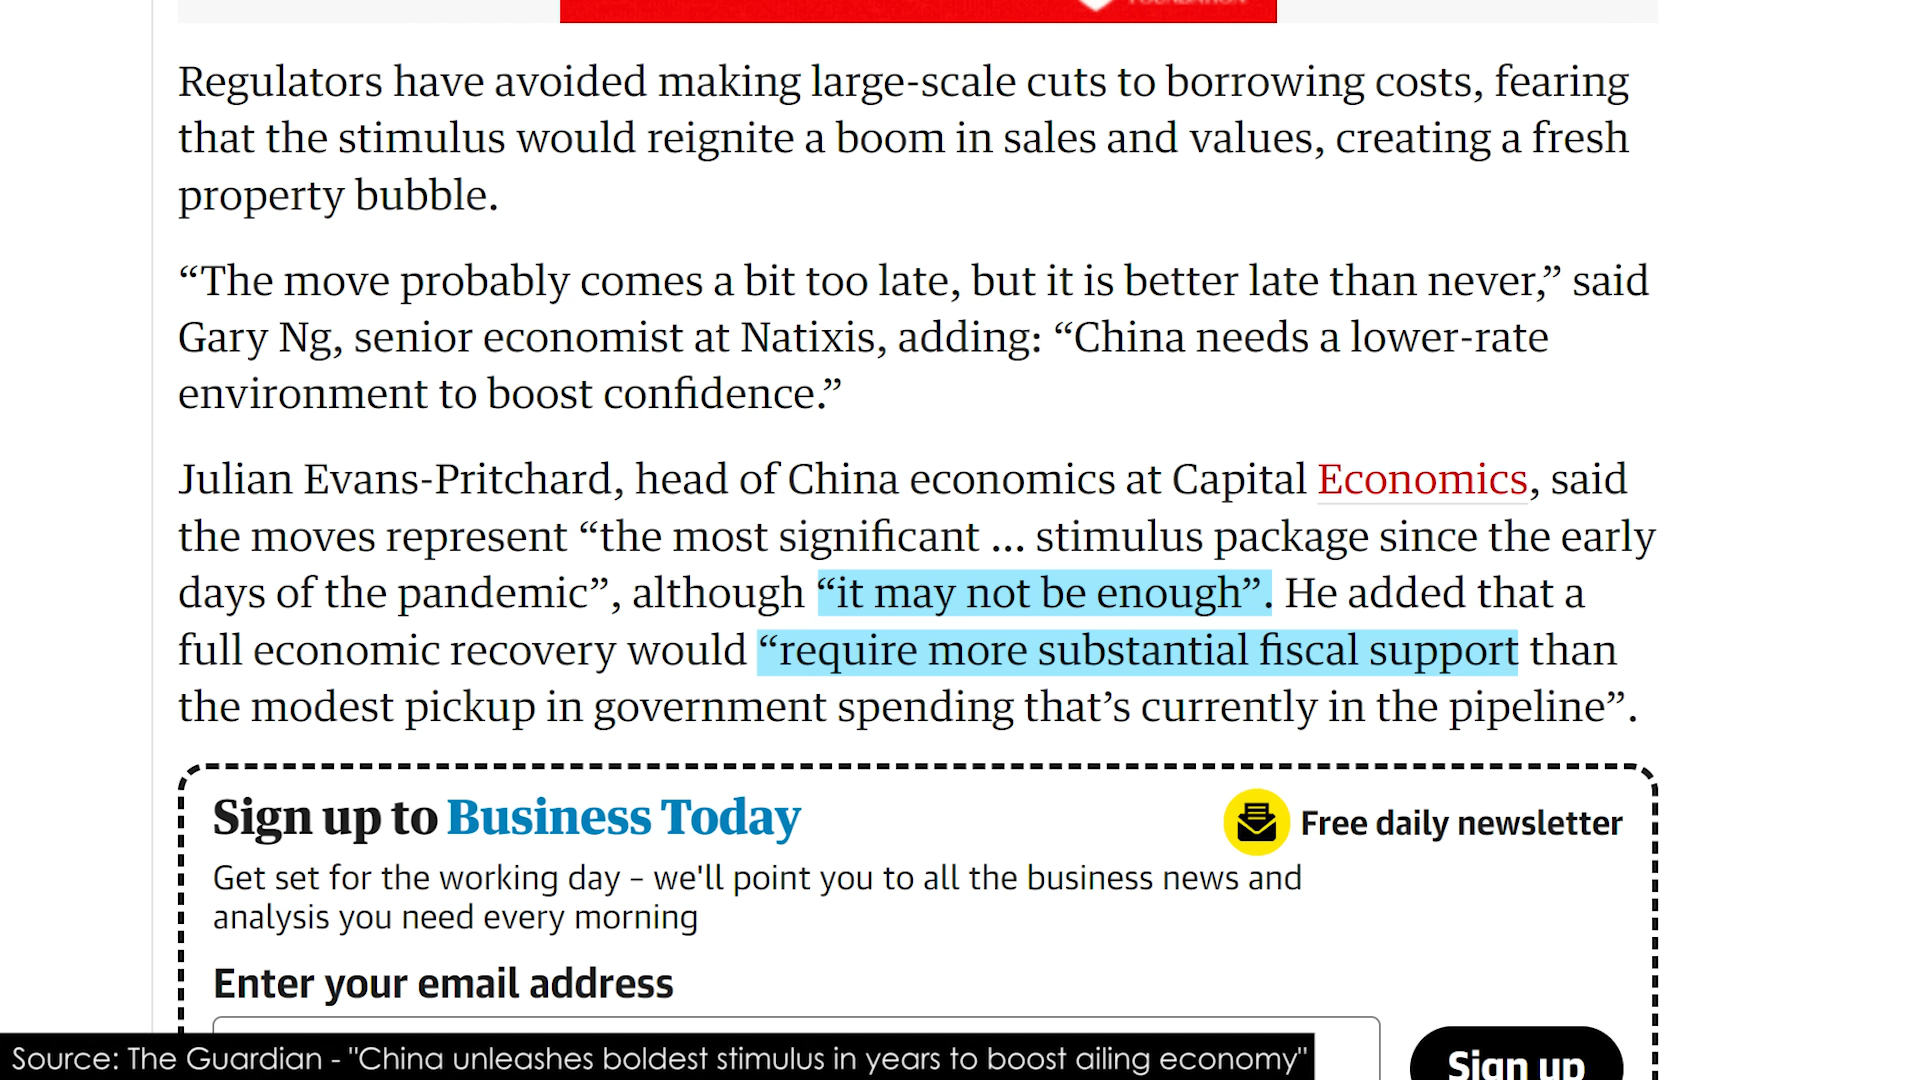 Regulators have avoided making large-scale cuts to borrowing costs, fearing
that the stimulus would reignite a boom in sales and values, creating a fresh
property bubble.
“The move probably comes a bit too late, but it is better late than never,” said
Gary Ng, senior economist at Natixis, adding: “China needs a lower-rate
environment to boost confidence.”
Julian Evans-Pritchard, head of China economics at Capital Economics, said
the moves represent “the most significant ... stimulus package since the early
days of the pandemic”, although “it may not be enough”. He added that a
full economic recovery would “require more substantial fiscal support than
the modest pickup in government spending that’s currently in the pipeline”.
Sign up to Business Today
Free daily newsletter
Get set for the working day – we'll point you to all the business news and
analysis you need every morning
Enter your email address
Sign up
Source: The Guardian - "China unleashes boldest stimulus in years to boost ailing economy"